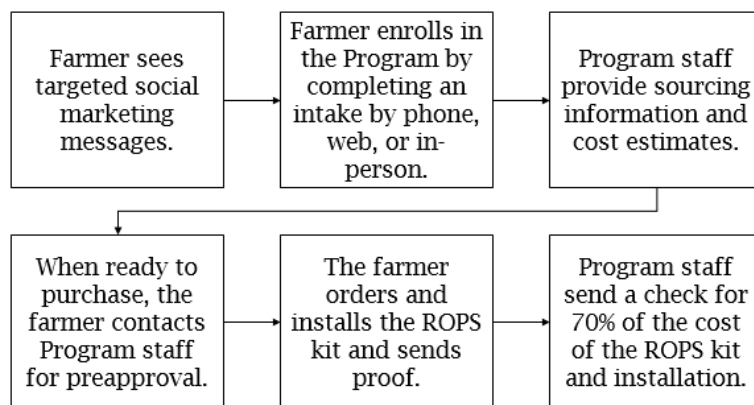 Farmer sees
targeted social
marketing
messages.
Farmer enrolls in
the Program by
completing an
intake by phone,
web, or in-
person.
Program staff
provide sourcing
information and
cost estimates.
When ready to
purchase, the
farmer contacts
Program staff
for preapproval.
The farmer
orders and
installs the ROPS
kit and sends
proof.
Program staff
send a check for
70% of the cost
of the ROPS kit
and installation.